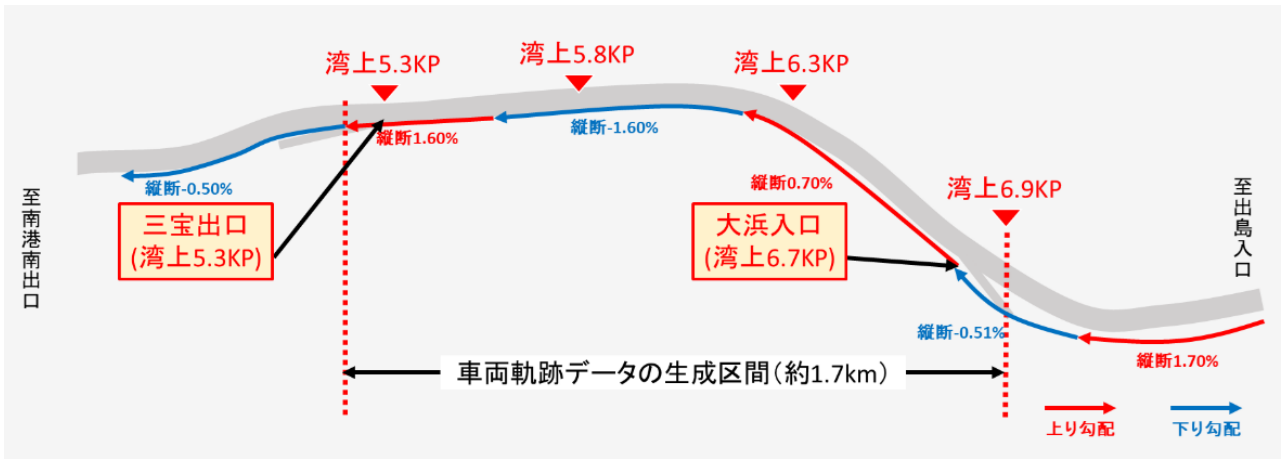 湾上5.3KP
湾上5.8KP
湾上6.3KP
縦断1.60%
縦断-1.60%
縦断-0.50%
縦断0.70%
湾上6.9KP
至南港南出口
三宝出口
(湾上5.3KP)
大浜入口
(湾上6.7KP)
至出島入口
縦断-0.51%
縦断1.70%
車両軌跡データの生成区間(約1.7km)
上り勾配
下り勾配